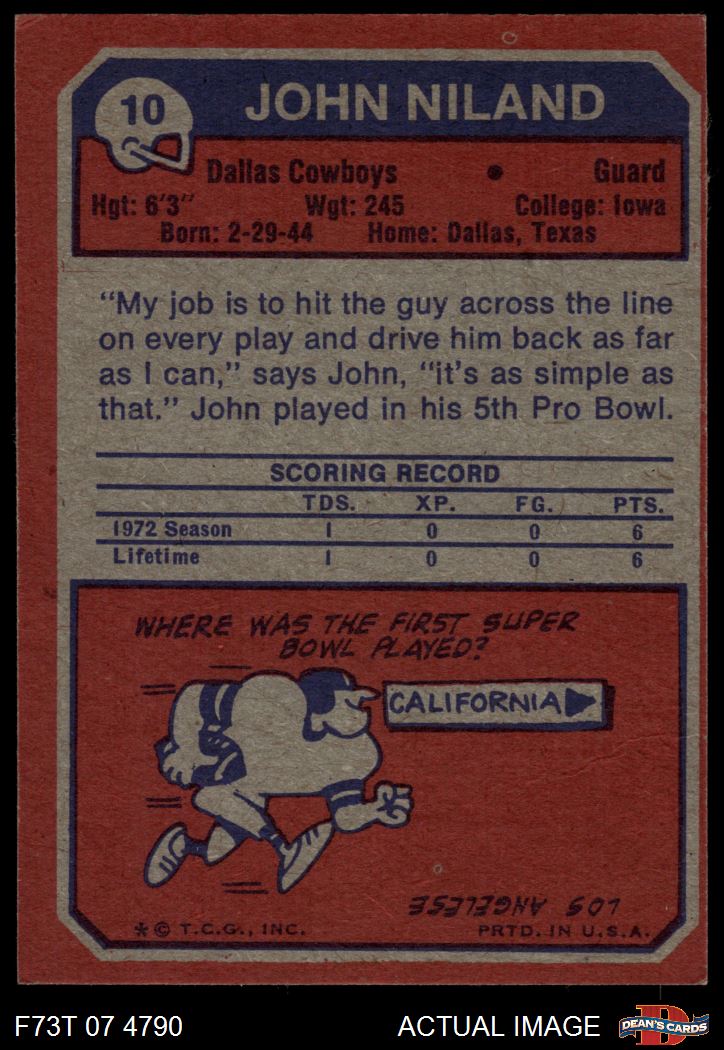 10
JOHN NILAND
Dallas Cowboys • Guard
Hgt: 6'3" Wgt: 245 College: Iowa
Born: 2-29-44 Home: Dallas, Texas
"My job is to hit the guy across the line
on every play and drive him back as far
as I can," says John, "it's as simple as
that." John played in his 5th Pro Bowl.
SCORING RECORD
TDS. XP. FG. PTS.
1972 Season 1 0 0 6
Lifetime 1 0 0 6
WHERE WAS THE FIRST SUPER
BOWL PLAYED?
CALIFORNIA
LOS ANGELESE
* © T.C.G., INC. PRTD. IN U.S.A.
F73T 07 4790 ACTUAL IMAGE
D
DEAN'S CARDS